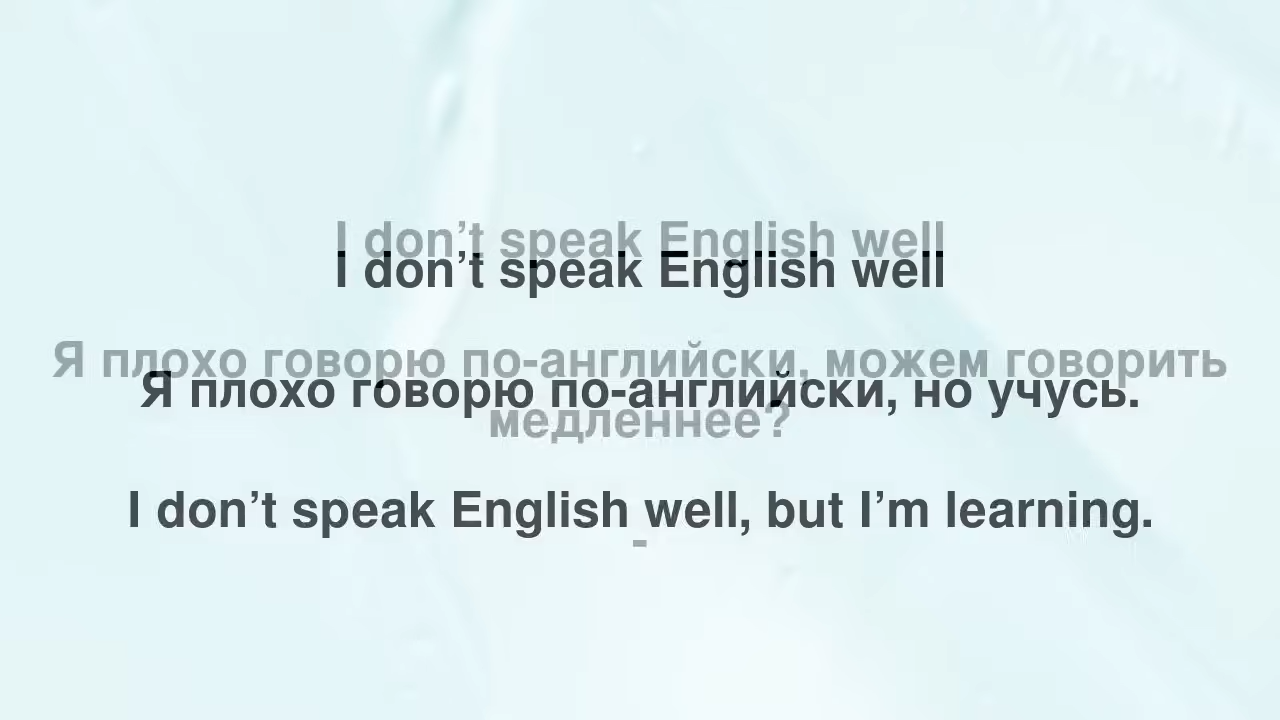 I don’t speak English well
I don’t speak English well
Я плохо говорю по-английски, можем говорить
Я плохо говорю по-английски, но учусь.
медленнее?
I don’t speak English well, but I’m learning.
-